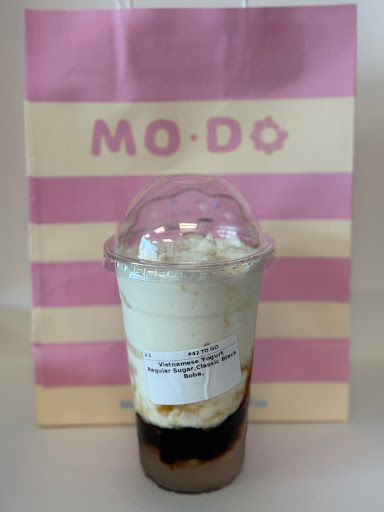 MO·DO
2/2 #42 TO GO
Vietnamese Yogurt
Regular Sugar,Classic Black
Boba,